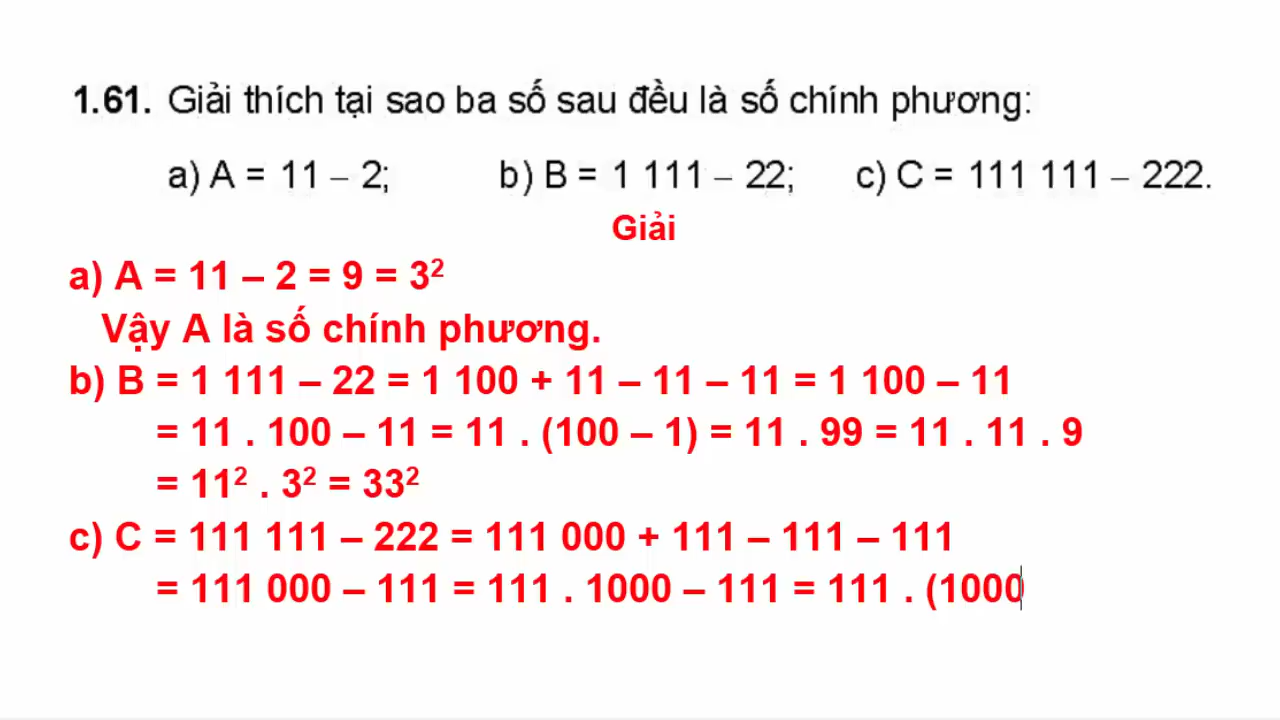 1.61. Giải thích tại sao ba số sau đều là số chính phương:
a) A = 11 – 2; b) B = 1 111 – 22; c) C = 111 111 – 222.
Giải
a) A = 11 – 2 = 9 = 3²
Vậy A là số chính phương.
b) B = 1 111 – 22 = 1 100 + 11 – 11 – 11 = 1 100 – 11
= 11 . 100 – 11 = 11 . (100 – 1) = 11 . 99 = 11 . 11 . 9
= 11² . 3² = 33²
c) C = 111 111 – 222 = 111 000 + 111 – 111 – 111
= 111 000 – 111 = 111 . 1000 – 111 = 111 . (1000